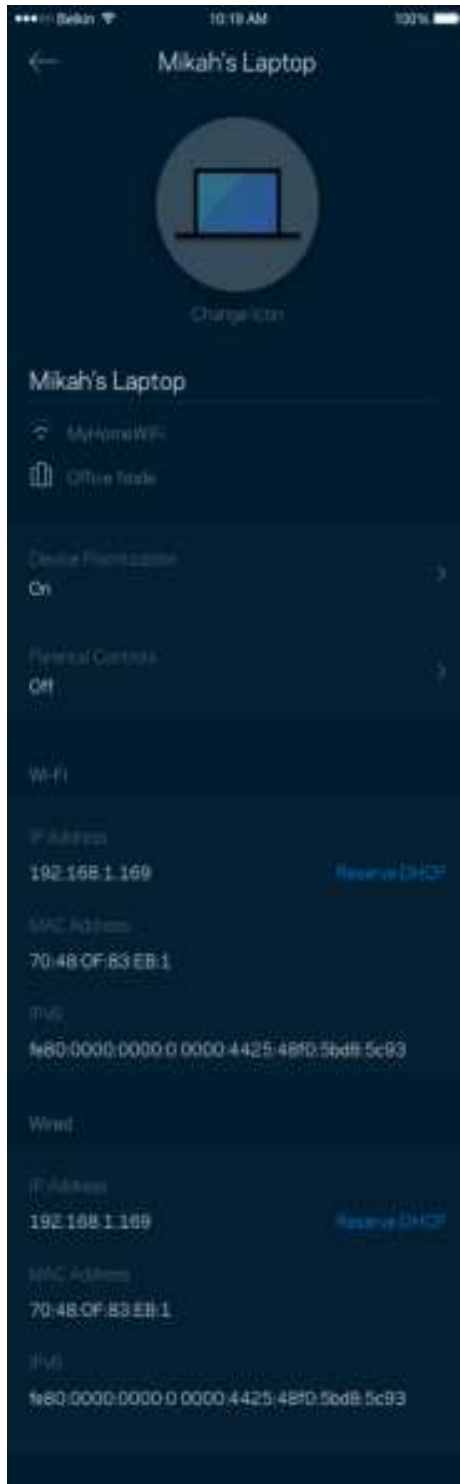 Belkin 10:19 AM 100%
Mikah's Laptop
Change Icon
Mikah's Laptop
MyHomeWiFi
Office Node
Device Prioritization
On
Parental Controls
Off
Wi-Fi
IP Address
192.168.1.169 Reserve DHCP
MAC Address
70:48:0F:83:EB:1
IPv6
fe80:0000:0000:0:0000:4425:48f0:5bd8:5c93
Wired
IP Address
192.168.1.169 Reserve DHCP
MAC Address
70:48:0F:83:EB:1
IPv6
fe80:0000:0000:0:0000:4425:48f0:5bd8:5c93